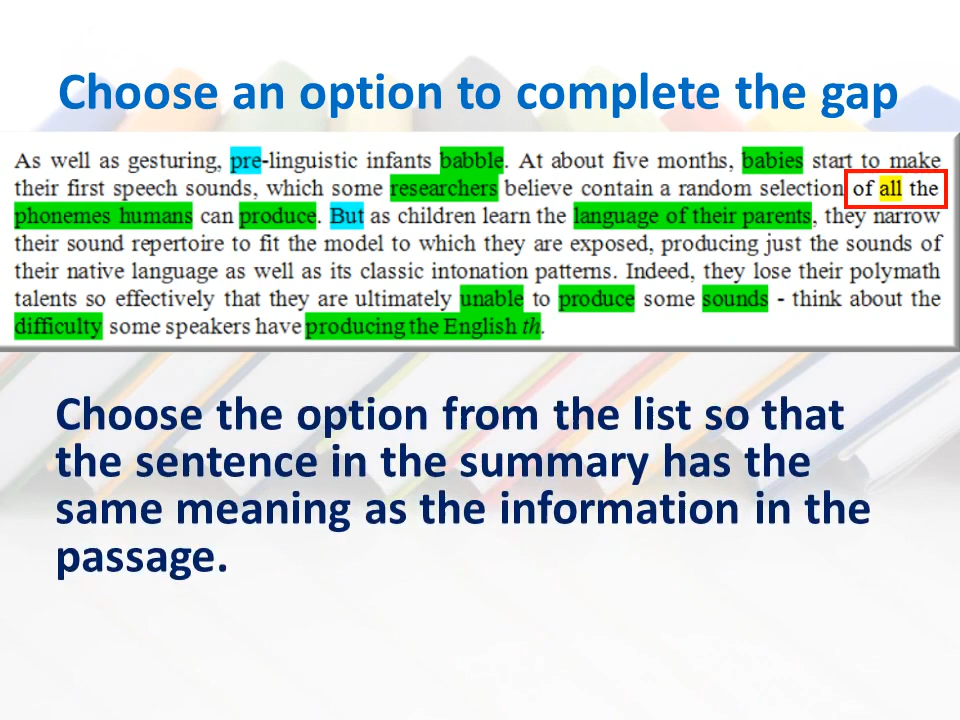 Choose an option to complete the gap
As well as gesturing, pre-linguistic infants babble. At about five months, babies start to make
their first speech sounds, which some researchers believe contain a random selection of all the
phonemes humans can produce. But as children learn the language of their parents, they narrow
their sound repertoire to fit the model to which they are exposed, producing just the sounds of
their native language as well as its classic intonation patterns. Indeed, they lose their polymath
talents so effectively that they are ultimately unable to produce some sounds - think about the
difficulty some speakers have producing the English th.
Choose the option from the list so that
the sentence in the summary has the
same meaning as the information in the
passage.